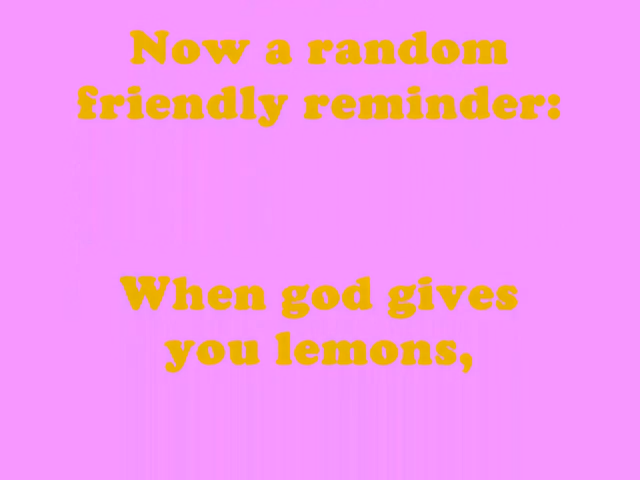 Now a random
friendly reminder:
When god gives
you lemons,